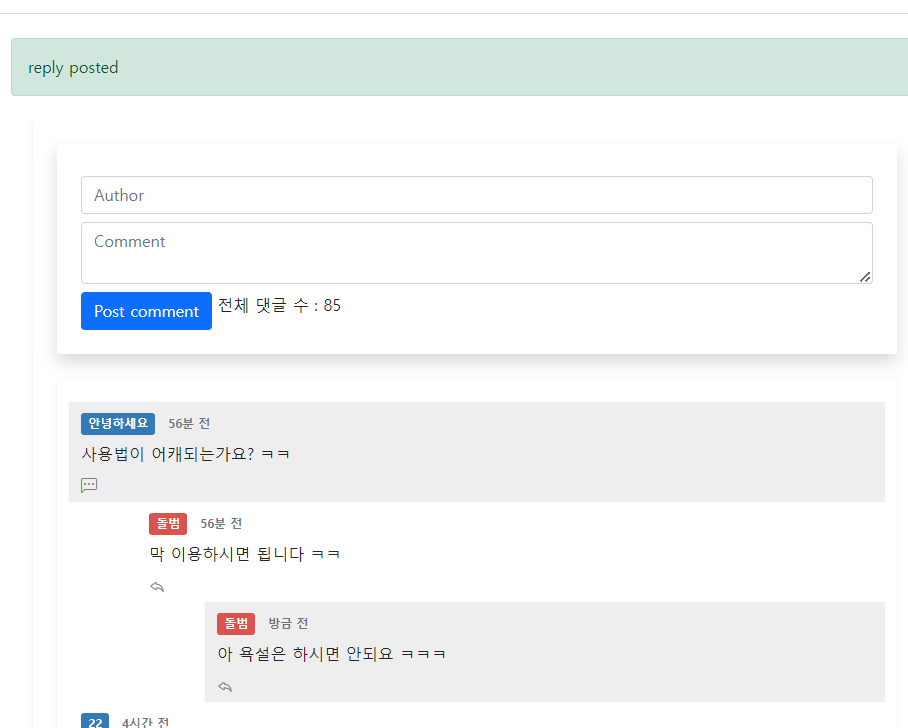 reply posted
Author
Comment
Post comment 전체 댓글 수 : 85
안녕하세요 56분 전
사용법이 어캐되는가요? ㅋㅋ
돌범 56분 전
막 이용하시면 됩니다 ㅋㅋ
돌범 방금 전
아 욕설은 하시면 안되요 ㅋㅋㅋ
22 4시간 전